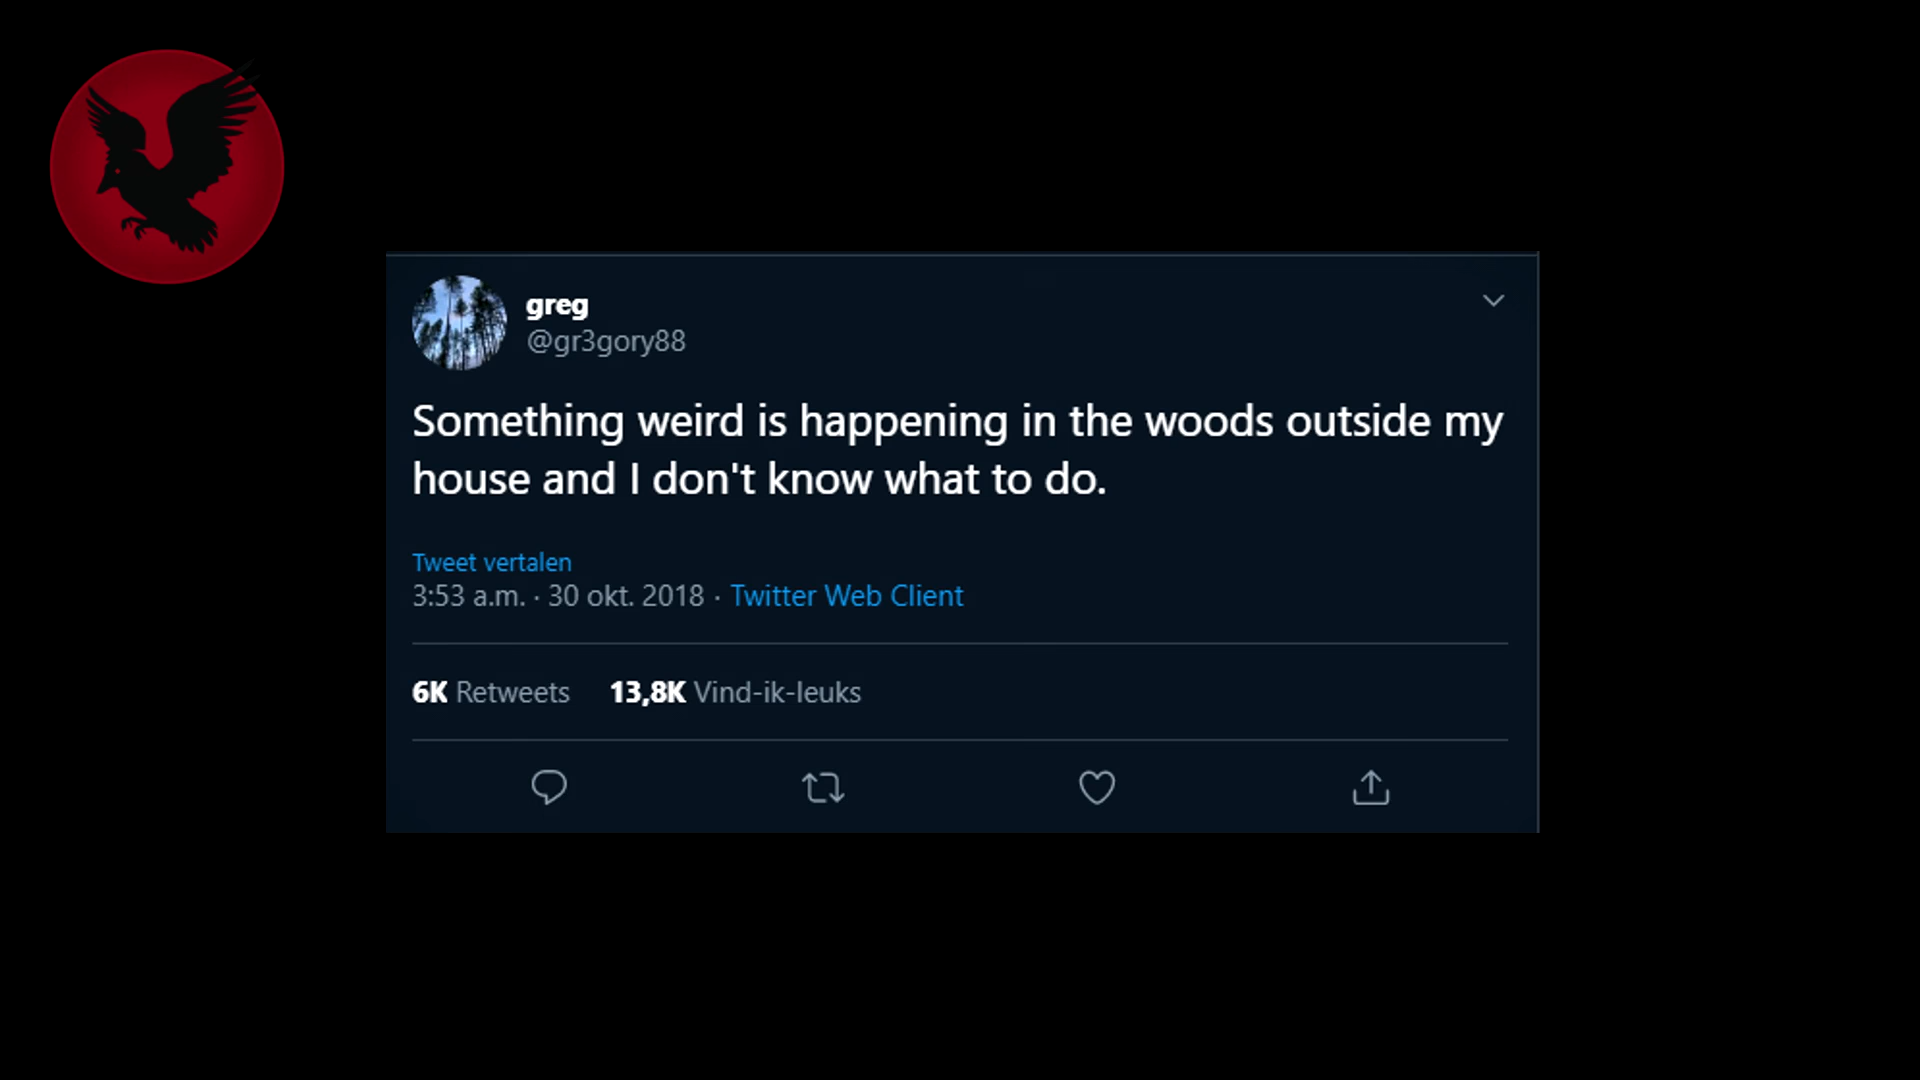 greg
@gr3gory88
Something weird is happening in the woods outside my
house and I don't know what to do.
Tweet vertalen
3:53 a.m. · 30 okt. 2018 · Twitter Web Client
6K Retweets 13,8K Vind-ik-leuks